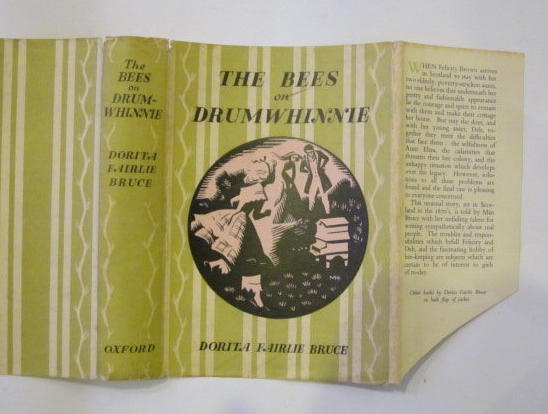 The
BEES
on
DRUM-
WHINNIE
DORITA
FAIRLIE
BRUCE
OXFORD
THE BEES
on
DRUMWHINNIE
DORITA FAIRLIE BRUCE
WHEN Felicity Brown arrives
in Scotland to stay with her
two elderly, poverty-stricken aunts,
no one believes that underneath her
pretty and fashionable appearance
lie the courage and spirit to remain
with them and make their cottage
her home. But stay she does, and
with her young sister, Deb, to-
gether they meet the difficulties
that face them: the selfishness of
Aunt Eliza, the calamities that
threaten their bee colony, and the
unhappy situation which develops
over the legacy. However, solu-
tions to all these problems are
found and the final one is pleasing
to everyone concerned.
This unusual story, set in Scot-
land in the 1870's, is told by Miss
Bruce with her unfailing talent for
writing sympathetically about real
people. The troubles and respon-
sibilities which befall Felicity and
Deb, and the fascinating hobby of
bee-keeping are subjects which are
certain to be of interest to girls
of to-day.
Other books by Dorita Fairlie Bruce
on back flap of jacket